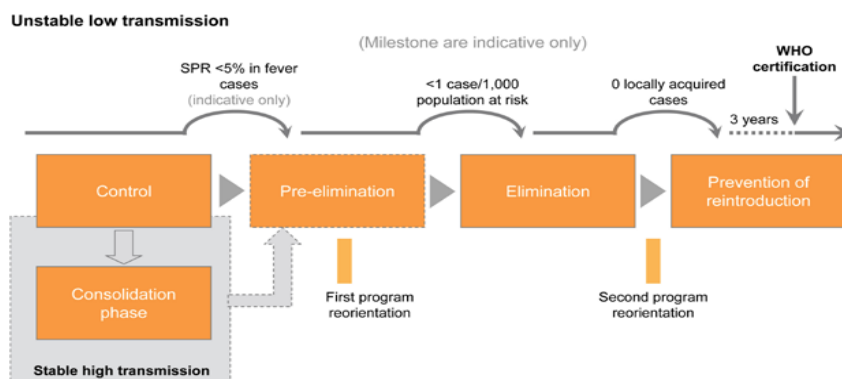 Unstable low transmission
(Milestone are indicative only)
WHO
certification
SPR <5% in fever
cases
(indicative only)
<1 case/1,000
population at risk
0 locally acquired
cases
3 years
Control
Pre-elimination
Elimination
Prevention of
reintroduction
Consolidation
phase
First program
reorientation
Second program
reorientation
Stable high transmission